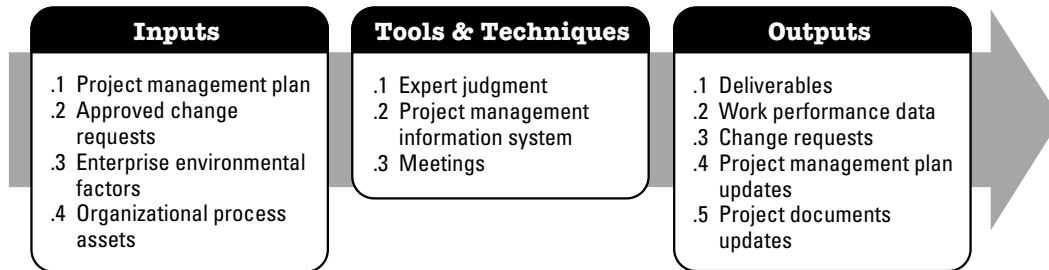 Inputs
.1 Project management plan
.2 Approved change
requests
.3 Enterprise environmental
factors
.4 Organizational process
assets
Tools & Techniques
.1 Expert judgment
.2 Project management
information system
.3 Meetings
Outputs
.1 Deliverables
.2 Work performance data
.3 Change requests
.4 Project management plan
updates
.5 Project documents
updates